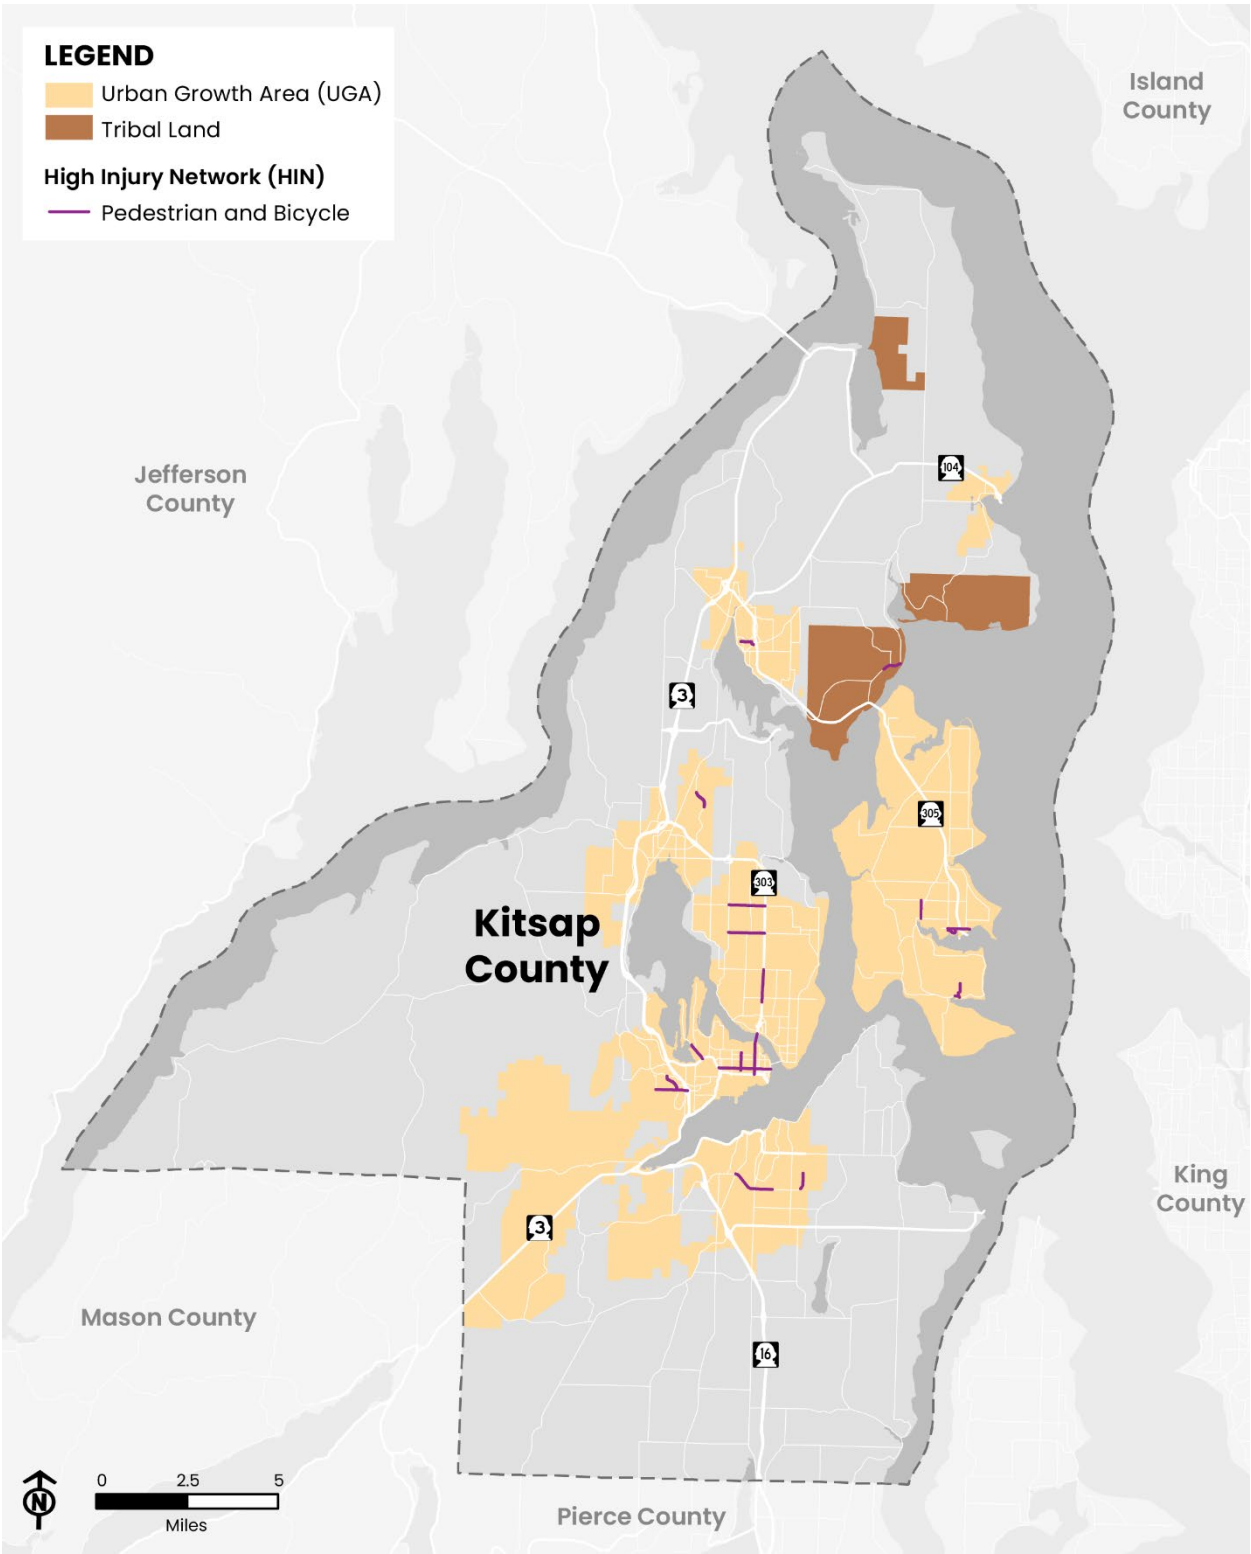 LEGEND
Urban Growth Area (UGA)
Tribal Land
High Injury Network (HIN)
Pedestrian and Bicycle
Island
County
Jefferson
County
104
3
305
303
Kitsap
County
King
County
3
Mason County
16
N
0 2.5 5
Miles
Pierce County